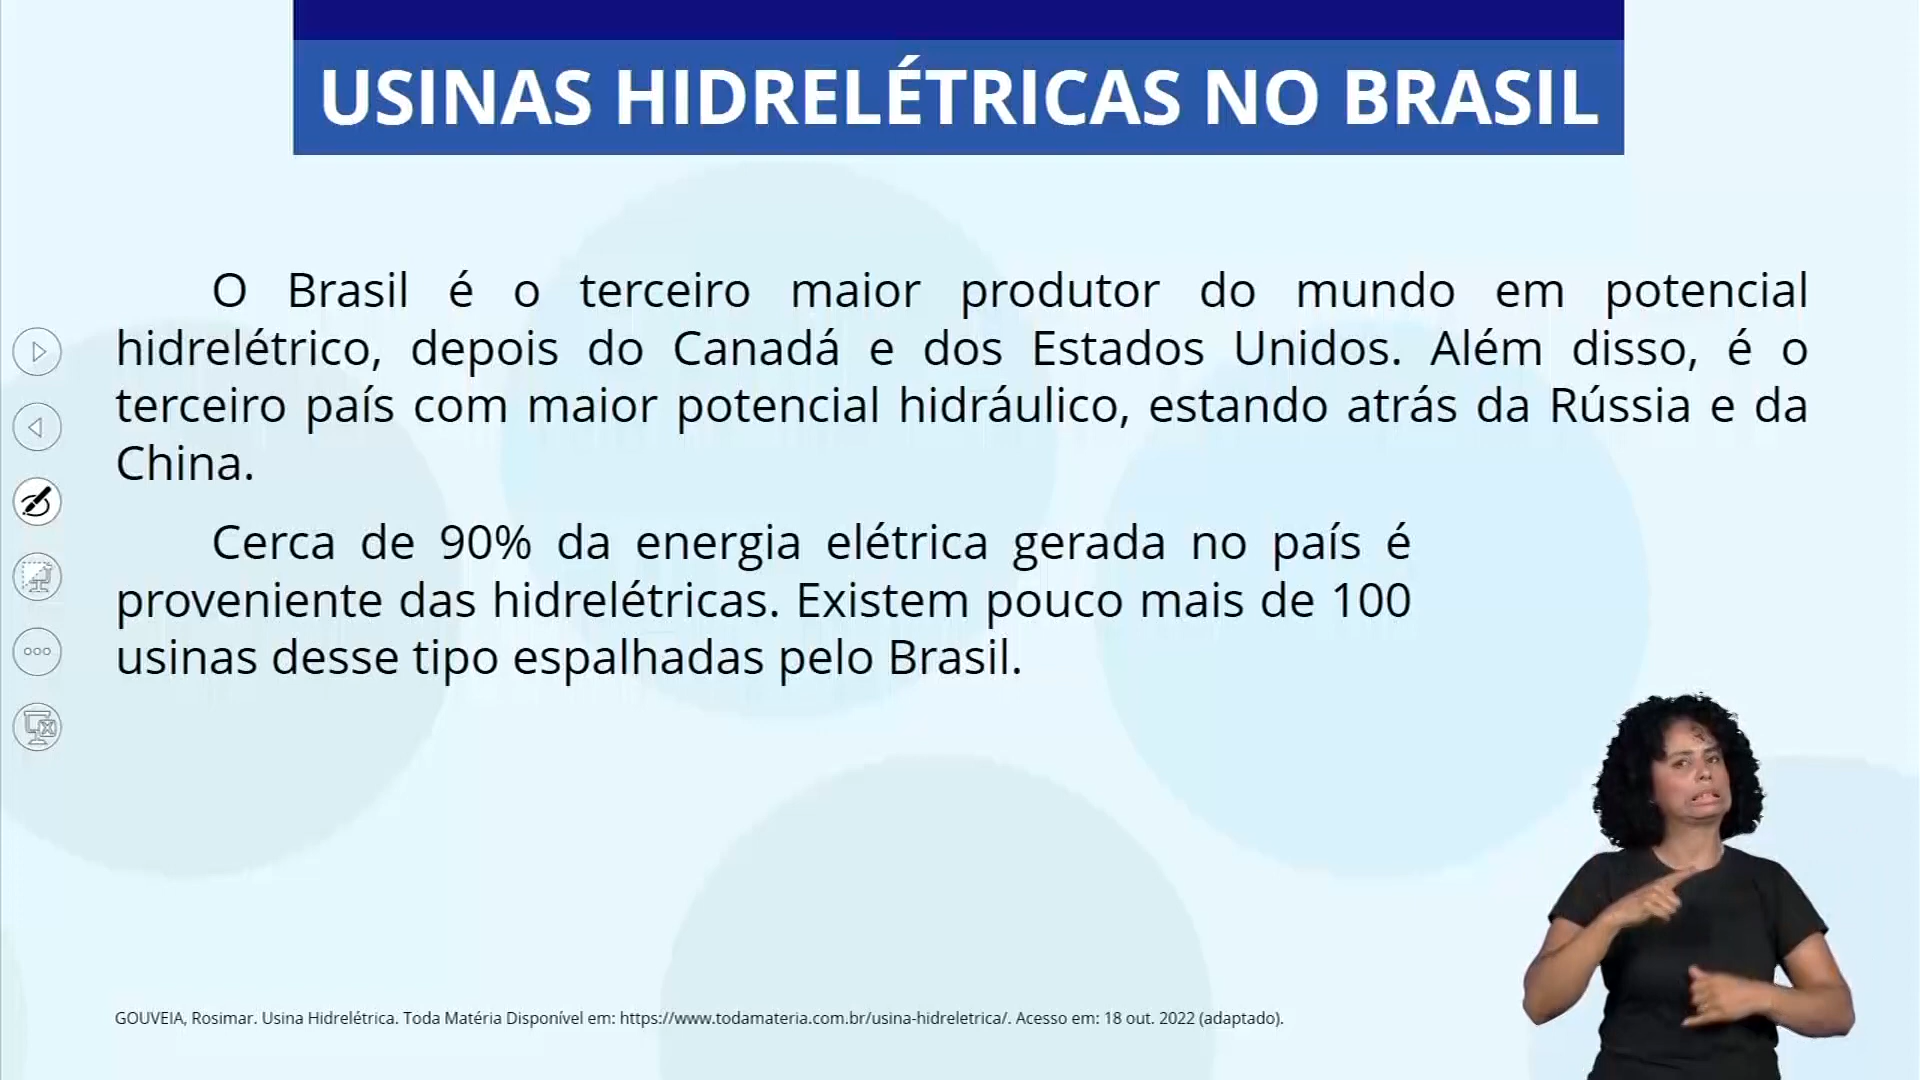 USINAS HIDRELÉTRICAS NO BRASIL
O Brasil é o terceiro maior produtor do mundo em potencial
hidrelétrico, depois do Canadá e dos Estados Unidos. Além disso, é o
terceiro país com maior potencial hidráulico, estando atrás da Rússia e da
China.
Cerca de 90% da energia elétrica gerada no país é
proveniente das hidrelétricas. Existem pouco mais de 100
usinas desse tipo espalhadas pelo Brasil.
GOUVEIA, Rosimar. Usina Hidrelétrica. Toda Matéria Disponível em: https://www.todamateria.com.br/usina-hidreletrica/. Acesso em: 18 out. 2022 (adaptado).